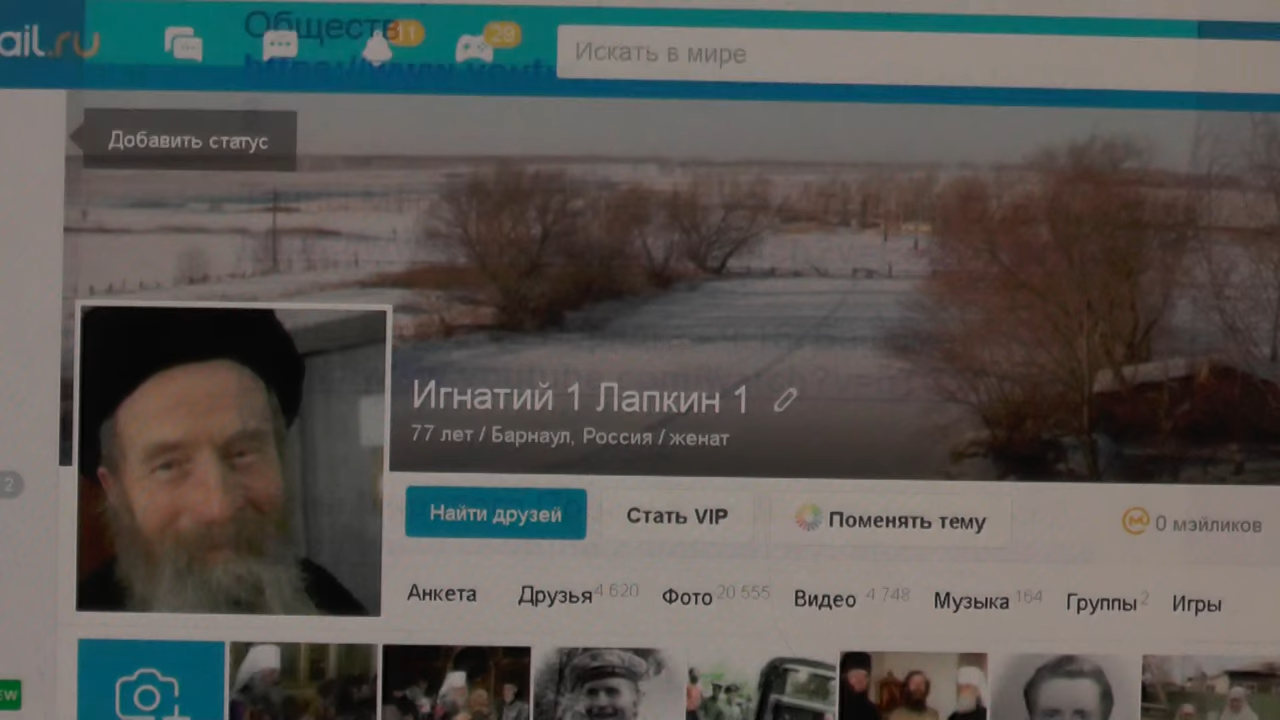 ail.ru
Обществ
11
29
Искать в мире
Добавить статус
Игнатий 1 Лапкин 1
77 лет / Барнаул, Россия / женат
2
Найти друзей
Стать VIP
Поменять тему
0 мэйликов
Анкета Друзья 4 620 Фото 20 555 Видео 4 748 Музыка 164 Группы 2 Игры